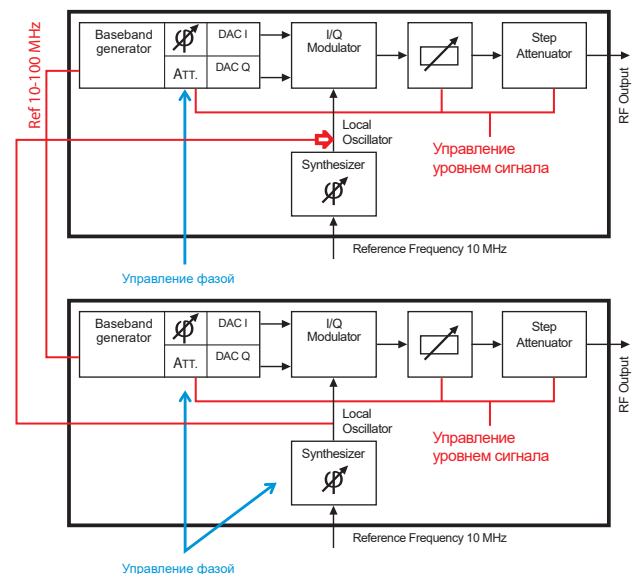 Ref 10-100 MHz
Baseband
generator
φ
ATT.
DAC I
DAC Q
I/Q
Modulator
Step
Attenuator
RF Output
Local
Oscillator
Synthesizer
φ
Управление
уровнем сигнала
Reference Frequency 10 MHz
Управление фазой
Baseband
generator
φ
ATT.
DAC I
DAC Q
I/Q
Modulator
Step
Attenuator
RF Output
Local
Oscillator
Synthesizer
φ
Управление
уровнем сигнала
Reference Frequency 10 MHz
Управление фазой